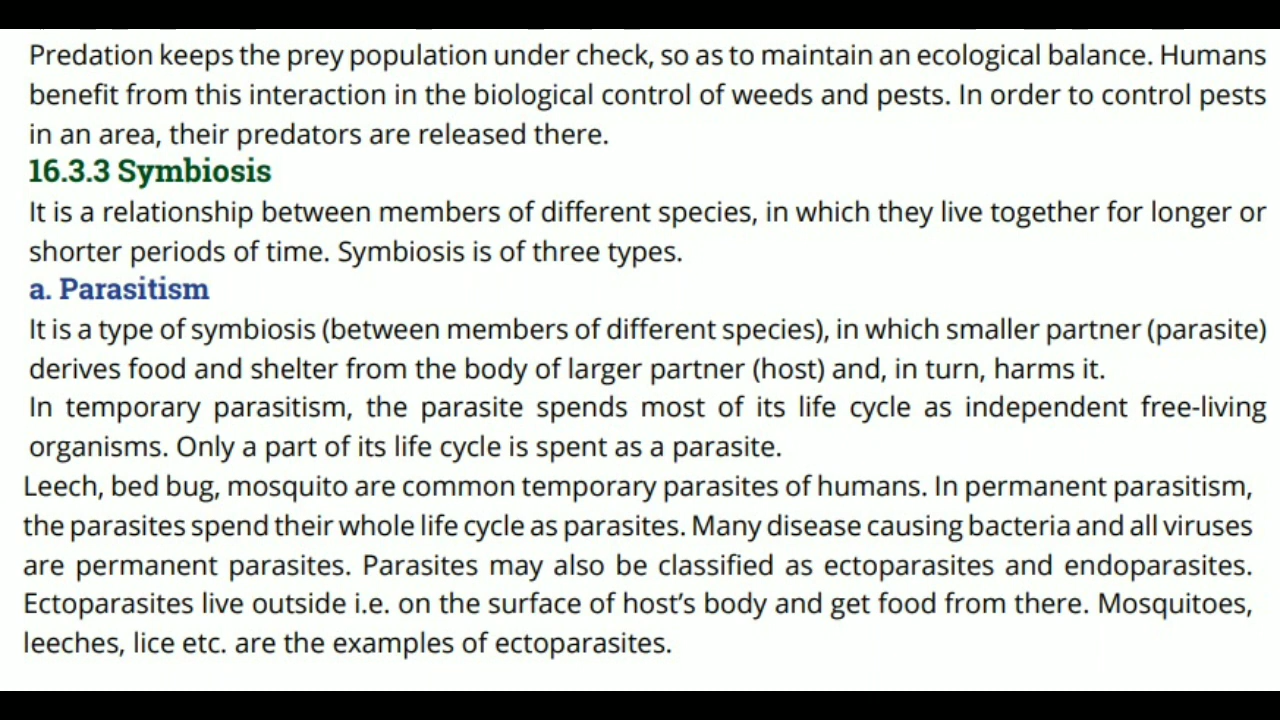 Predation keeps the prey population under check, so as to maintain an ecological balance. Humans
benefit from this interaction in the biological control of weeds and pests. In order to control pests
in an area, their predators are released there.
16.3.3 Symbiosis
It is a relationship between members of different species, in which they live together for longer or
shorter periods of time. Symbiosis is of three types.
a. Parasitism
It is a type of symbiosis (between members of different species), in which smaller partner (parasite)
derives food and shelter from the body of larger partner (host) and, in turn, harms it.
In temporary parasitism, the parasite spends most of its life cycle as independent free-living
organisms. Only a part of its life cycle is spent as a parasite.
Leech, bed bug, mosquito are common temporary parasites of humans. In permanent parasitism,
the parasites spend their whole life cycle as parasites. Many disease causing bacteria and all viruses
are permanent parasites. Parasites may also be classified as ectoparasites and endoparasites.
Ectoparasites live outside i.e. on the surface of host's body and get food from there. Mosquitoes,
leeches, lice etc. are the examples of ectoparasites.